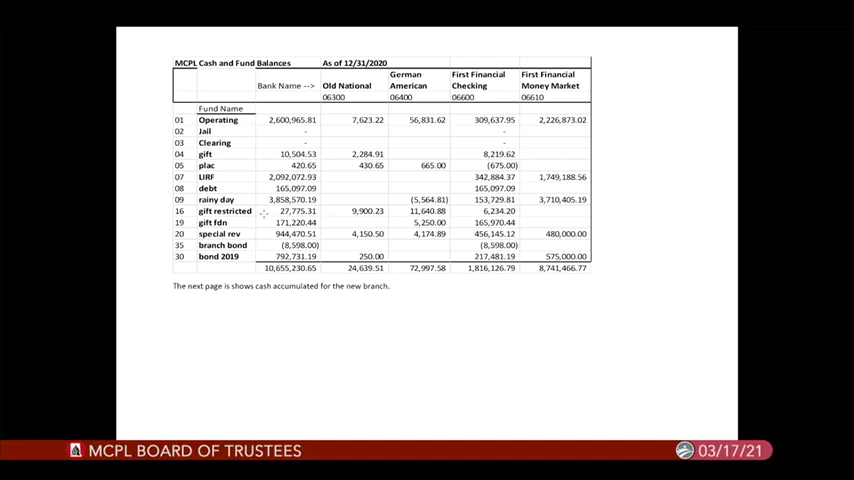 MCPL Cash and Fund Balances As of 12/31/2020
German First Financial First Financial
Bank Name --> Old National American Checking Money Market
06300 06400 06600 06610
Fund Name
01 Operating 2,600,965.81 7,623.22 56,831.62 309,637.95 2,226,873.02
02 Jail - -
03 Clearing - -
04 gift 10,504.53 2,284.91 8,219.62
05 plac 420.65 430.65 665.00 (675.00)
07 LIRF 2,092,072.93 342,884.37 1,749,188.56
08 debt 165,097.09 165,097.09
09 rainy day 3,858,570.19 (5,564.81) 153,729.81 3,710,405.19
16 gift restricted 27,775.31 9,900.23 11,640.88 6,234.20
19 gift fdn 171,220.44 5,250.00 165,970.44
20 special rev 944,470.51 4,150.50 4,174.89 456,145.12 480,000.00
35 branch bond (8,598.00) (8,598.00)
30 bond 2019 792,731.19 250.00 217,481.19 575,000.00
10,655,230.65 24,639.51 72,997.58 1,816,126.79 8,741,466.77
The next page is shows cash accumulated for the new branch.
MCPL BOARD OF TRUSTEES 03/17/21